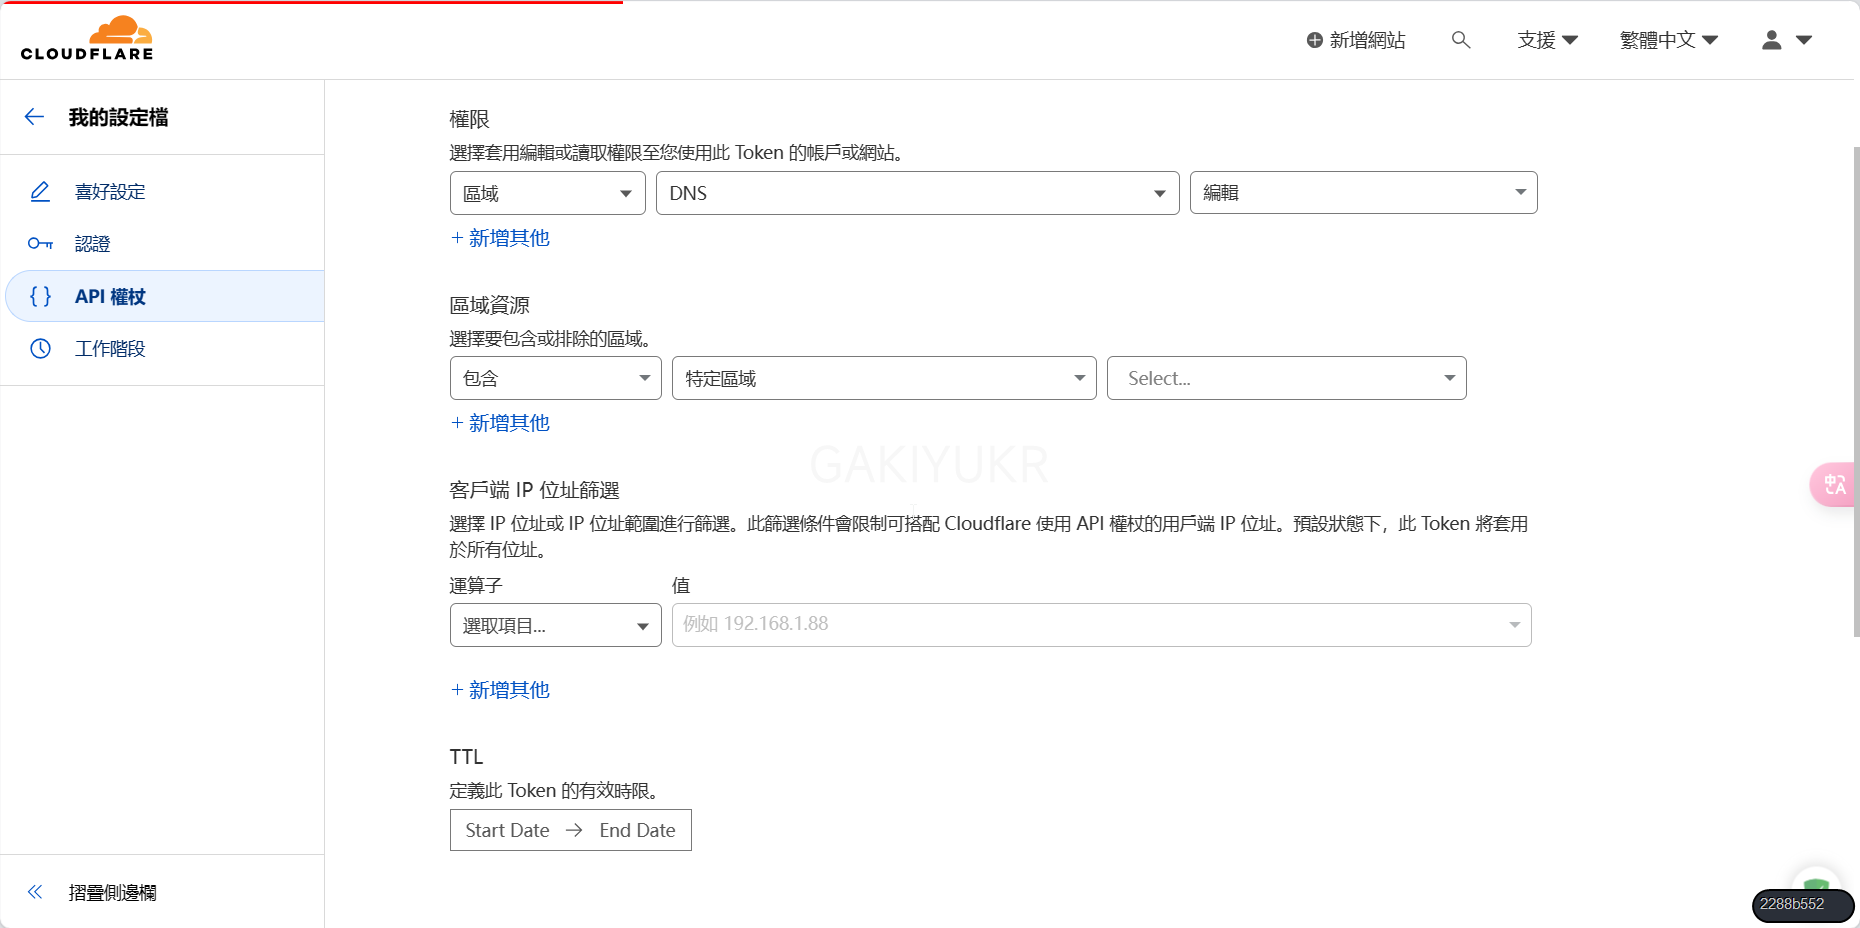 CLOUDFLARE
新增網站
支援
繁體中文
我的設定檔
喜好設定
認證
API 權杖
工作階段
摺疊側邊欄
權限
選擇套用編輯或讀取權限至您使用此 Token 的帳戶或網站。
區域
DNS
編輯
+ 新增其他
區域資源
選擇要包含或排除的區域。
包含
特定區域
Select...
+ 新增其他
GAKIYUKR
客戶端 IP 位址篩選
選擇 IP 位址或 IP 位址範圍進行篩選。此篩選條件會限制可搭配 Cloudflare 使用 API 權杖的用戶端 IP 位址。預設狀態下，此 Token 將套用
於所有位址。
運算子
值
選取項目...
例如 192.168.1.88
+ 新增其他
TTL
定義此 Token 的有效時限。
Start Date → End Date
2288b552